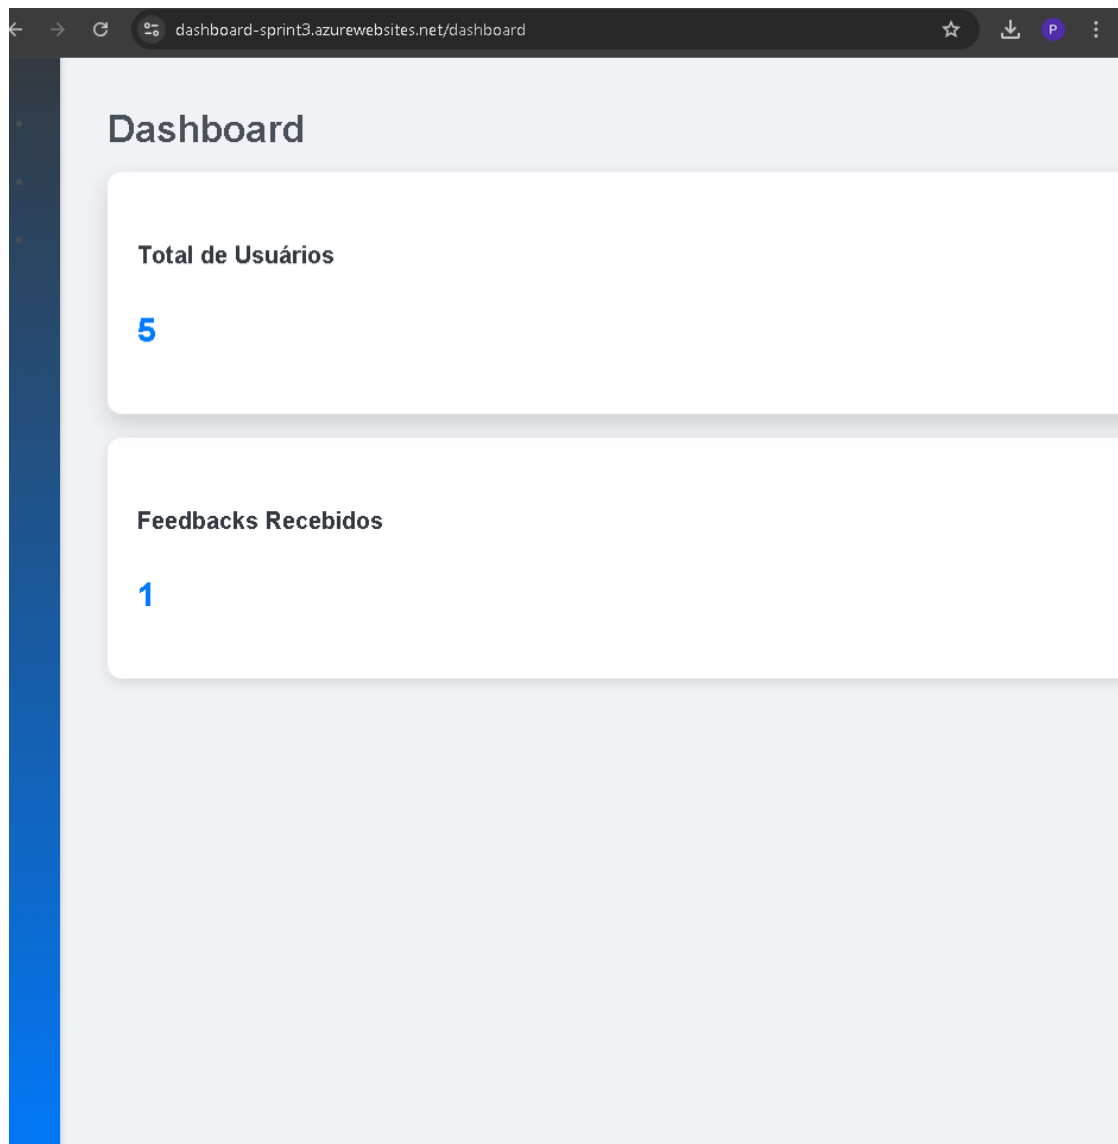 dashboard-sprint3.azurewebsites.net/dashboard
P
Dashboard
Total de Usuários
5
Feedbacks Recebidos
1